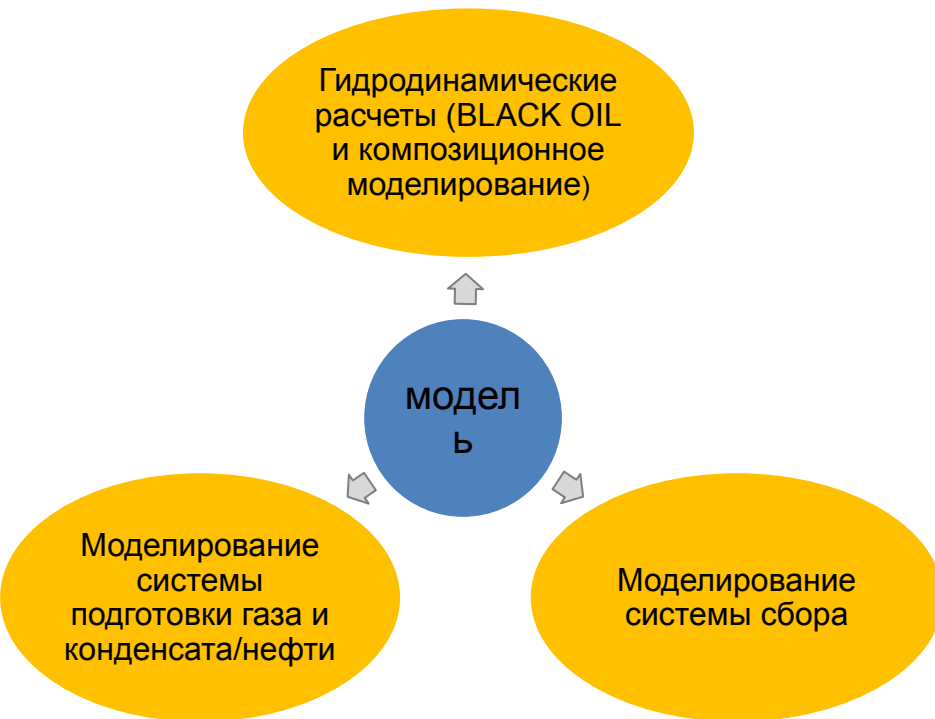 Гидродинамические
расчеты (BLACK OIL
и композиционное
моделирование)
модел
ь
Моделирование
системы
подготовки газа и
конденсата/нефти
Моделирование
системы сбора